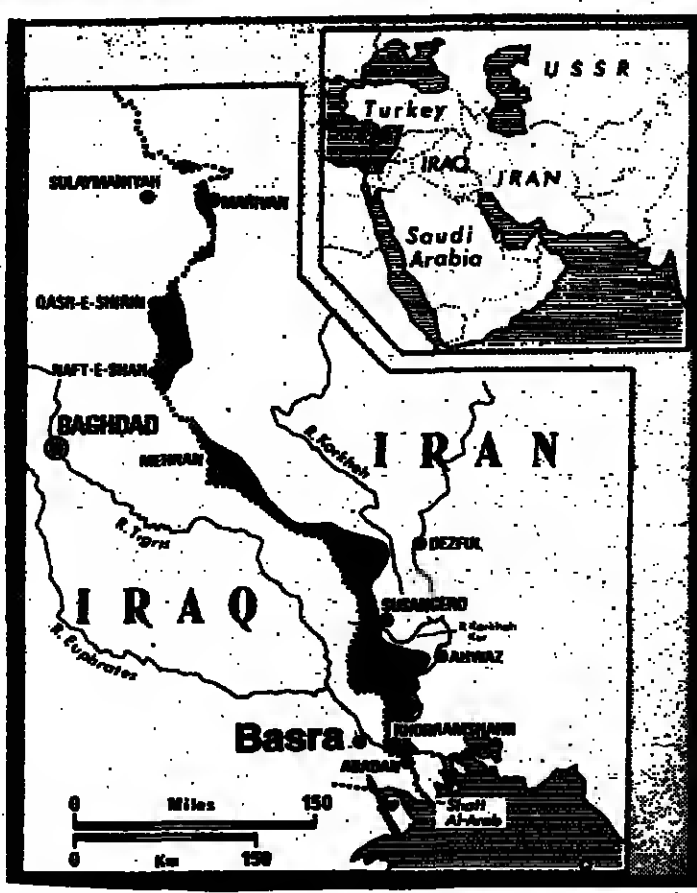 USSR
Turkey
IRAQ
IRAN
Saudi
Arabia
SULAYMANIYAH
MARIVAN
QASR-E-SHIRIN
NAFT-E-SHAH
BAGHDAD
R. Karkheh
IRAN
MEHRAN
R. Tigris
DEZFUL
IRAQ
SUSANGERD
R. Karkheh
Kur
R. Euphrates
AHWAZ
KHORRAMSHAHR
Basra
ABADAN
0 Miles 150
Shatt
Al-Arab
0 Km 150